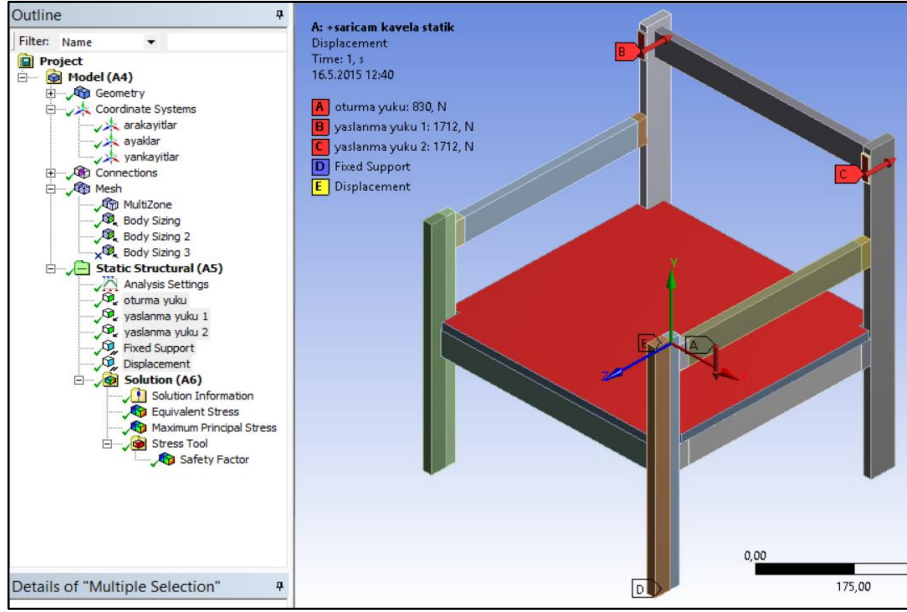 Outline
Filter: Name
Project
Model (A4)
Geometry
Coordinate Systems
arakayitlar
ayaklar
yankayitlar
Connections
Mesh
MultiZone
Body Sizing
Body Sizing 2
Body Sizing 3
Static Structural (A5)
Analysis Settings
oturma yuku
yaslanma yuku 1
yaslanma yuku 2
Fixed Support
Displacement
Solution (A6)
Solution Information
Equivalent Stress
Maximum Principal Stress
Stress Tool
Safety Factor
Details of "Multiple Selection"
A: +saricam kavela statik
Displacement
Time: 1, s
16.5.2015 12:40
A oturma yuku: 830, N
B yaslanma yuku 1: 1712, N
C yaslanma yuku 2: 1712, N
D Fixed Support
E Displacement
B
C
Y
E
A
Z
D
0,00
175,00